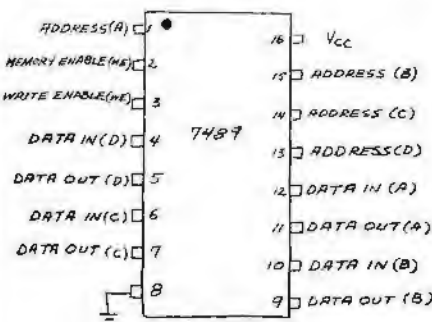 ADDRESS(A) 1
MEMORY ENABLE(ME) 2
WRITE ENABLE(WE) 3
DATA IN(D) 4
DATA OUT(D) 5
DATA IN(C) 6
DATA OUT(C) 7
8
7489
16 VCC
15 ADDRESS (B)
14 ADDRESS (C)
13 ADDRESS(D)
12 DATA IN (A)
11 DATA OUT(A)
10 DATA IN (B)
9 DATA OUT (B)